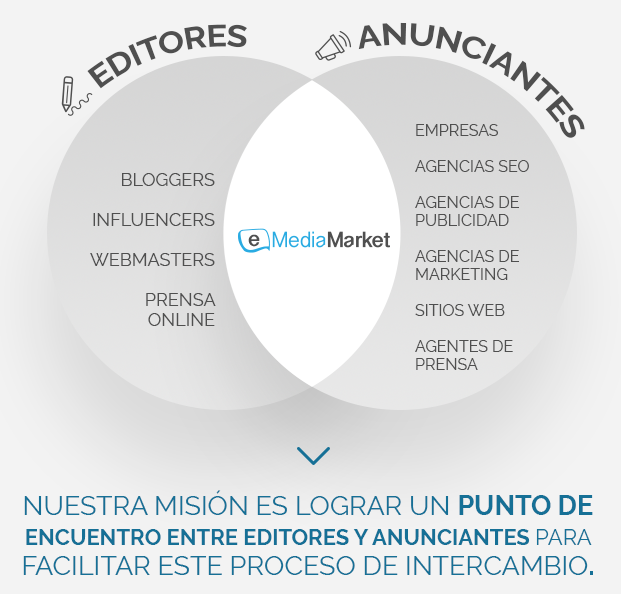 EDITORES
ANUNCIANTES
BLOGGERS
INFLUENCERS
WEBMASTERS
PRENSA
ONLINE
e MediaMarket
EMPRESAS
AGENCIAS SEO
AGENCIAS DE
PUBLICIDAD
AGENCIAS DE
MARKETING
SITIOS WEB
AGENTES DE
PRENSA
NUESTRA MISIÓN ES LOGRAR UN PUNTO DE
ENCUENTRO ENTRE EDITORES Y ANUNCIANTES PARA
FACILITAR ESTE PROCESO DE INTERCAMBIO.